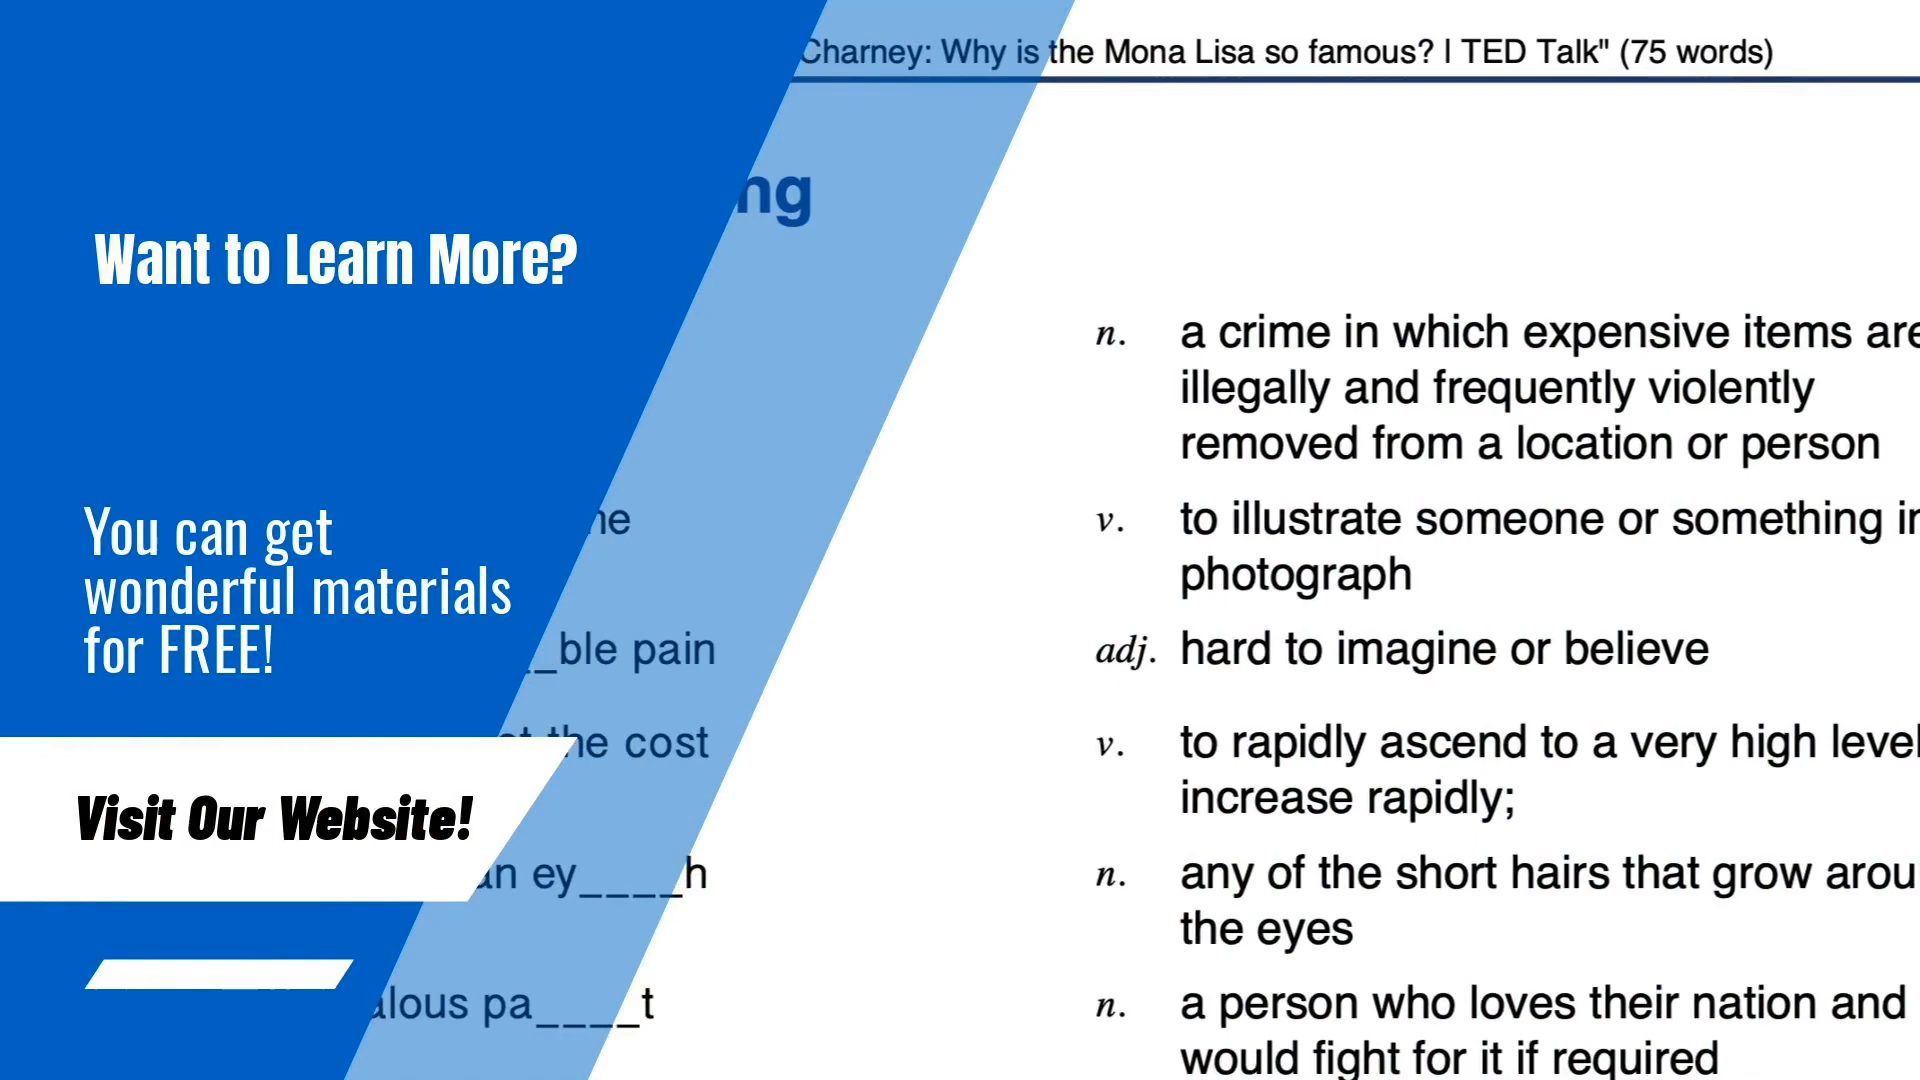 Charney: Why is the Mona Lisa so famous? | TED Talk" (75 words)
ng
Want to Learn More?
You can get
wonderful materials
for FREE!
Visit Our Website!
n. a crime in which expensive items are
illegally and frequently violently
removed from a location or person
v. to illustrate someone or something in
photograph
_ble pain adj. hard to imagine or believe
the cost v. to rapidly ascend to a very high level
increase rapidly;
an ey____h n. any of the short hairs that grow arou
the eyes
alous pa____t n. a person who loves their nation and
would fight for it if required